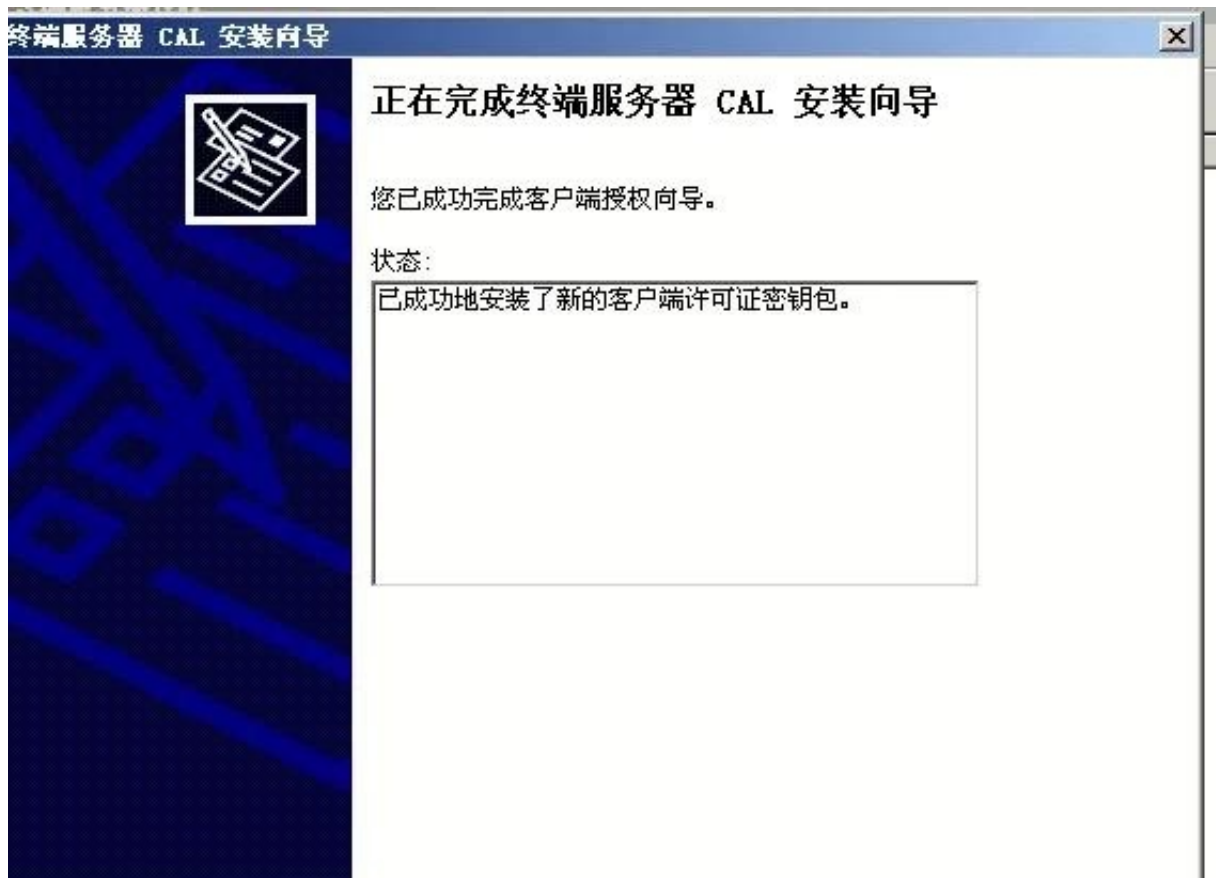 终端服务器 CAL 安装向导
正在完成终端服务器 CAL 安装向导
您已成功完成客户端授权向导。
状态:
已成功地安装了新的客户端许可证密钥包。